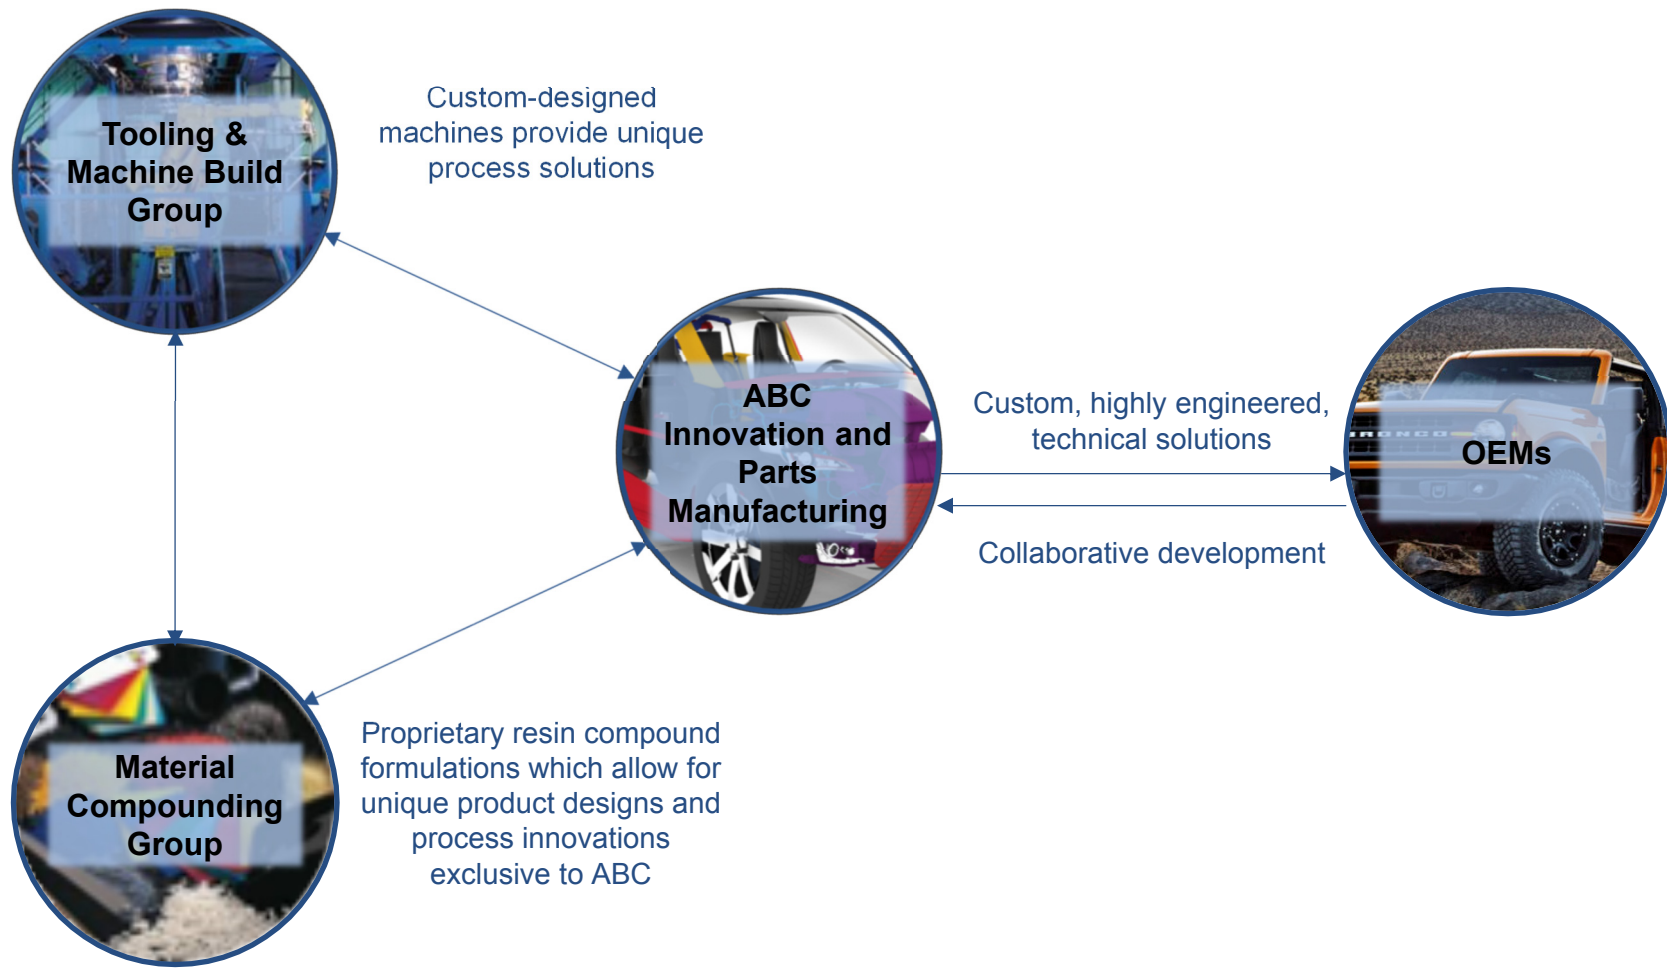 Tooling &
Machine Build
Group
Custom-designed
machines provide unique
process solutions
ABC
Innovation and
Parts
Manufacturing
Custom, highly engineered,
technical solutions
Collaborative development
BRONCO
OEMs
Material
Compounding
Group
Proprietary resin compound
formulations which allow for
unique product designs and
process innovations
exclusive to ABC